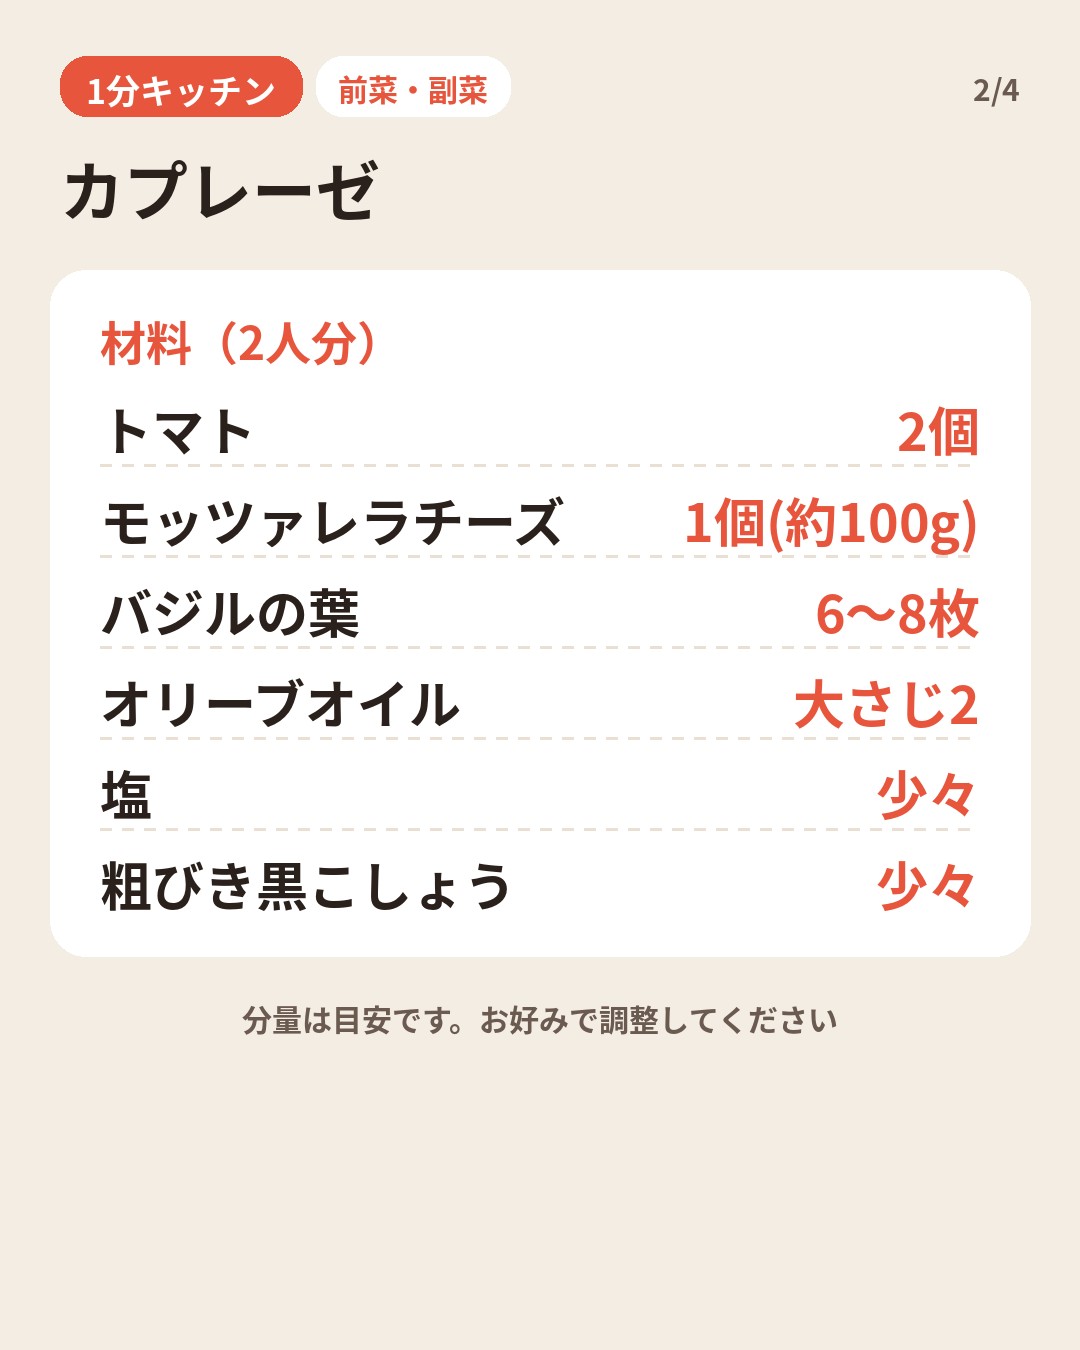 1分キッチン 前菜・副菜 2/4
カプレーゼ
材料（2人分）
トマト 2個
モッツァレラチーズ 1個(約100g)
バジルの葉 6〜8枚
オリーブオイル 大さじ2
塩 少々
粗びき黒こしょう 少々
分量は目安です。お好みで調整してください